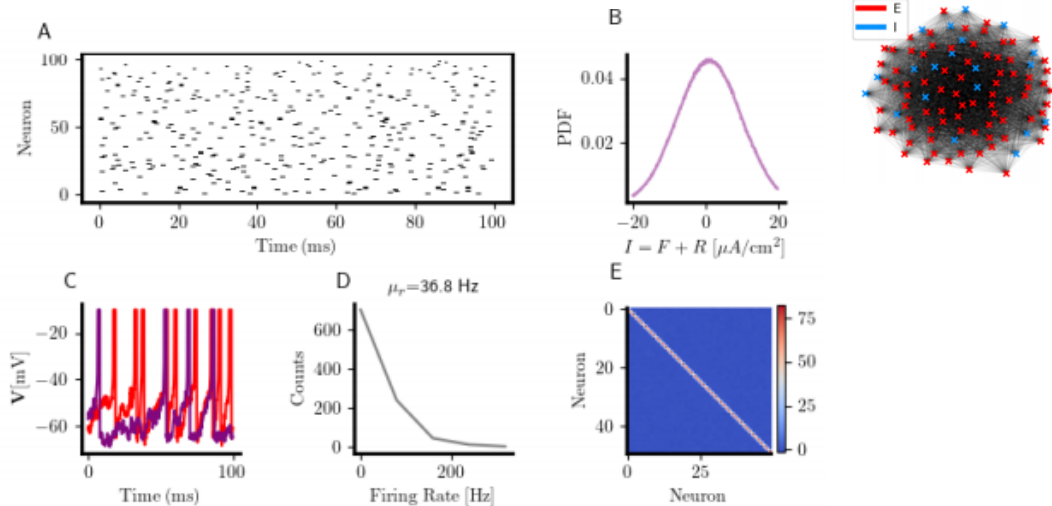 A
Neuron
100
50
0
0 20 40 60 80 100
Time (ms)
B
PDF
0.04
0.02
−20 0 20
I = F + R [μA/cm²]
E
I
C
V[mV]
−20
−40
−60
0 100
Time (ms)
D
μᵣ=36.8 Hz
Counts
600
400
200
0
0 200
Firing Rate [Hz]
E
Neuron
0
20
40
0 25
Neuron
75
50
25
0